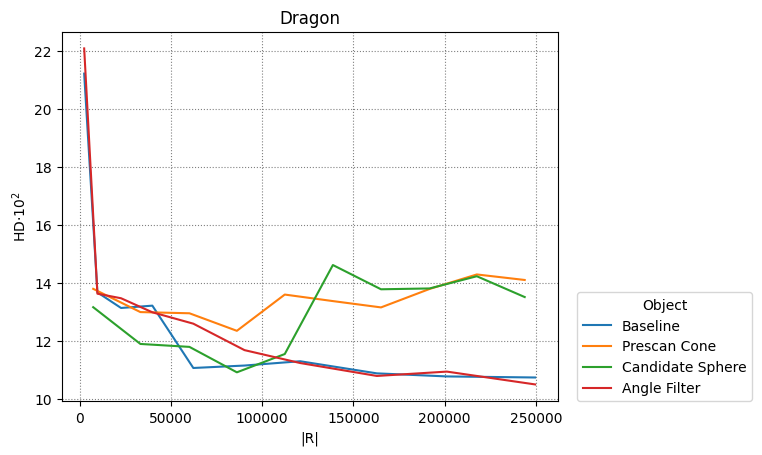 Dragon
HD·10²
22
20
18
16
14
12
10
0 50000 100000 150000 200000 250000
|R|
Object
Baseline
Prescan Cone
Candidate Sphere
Angle Filter